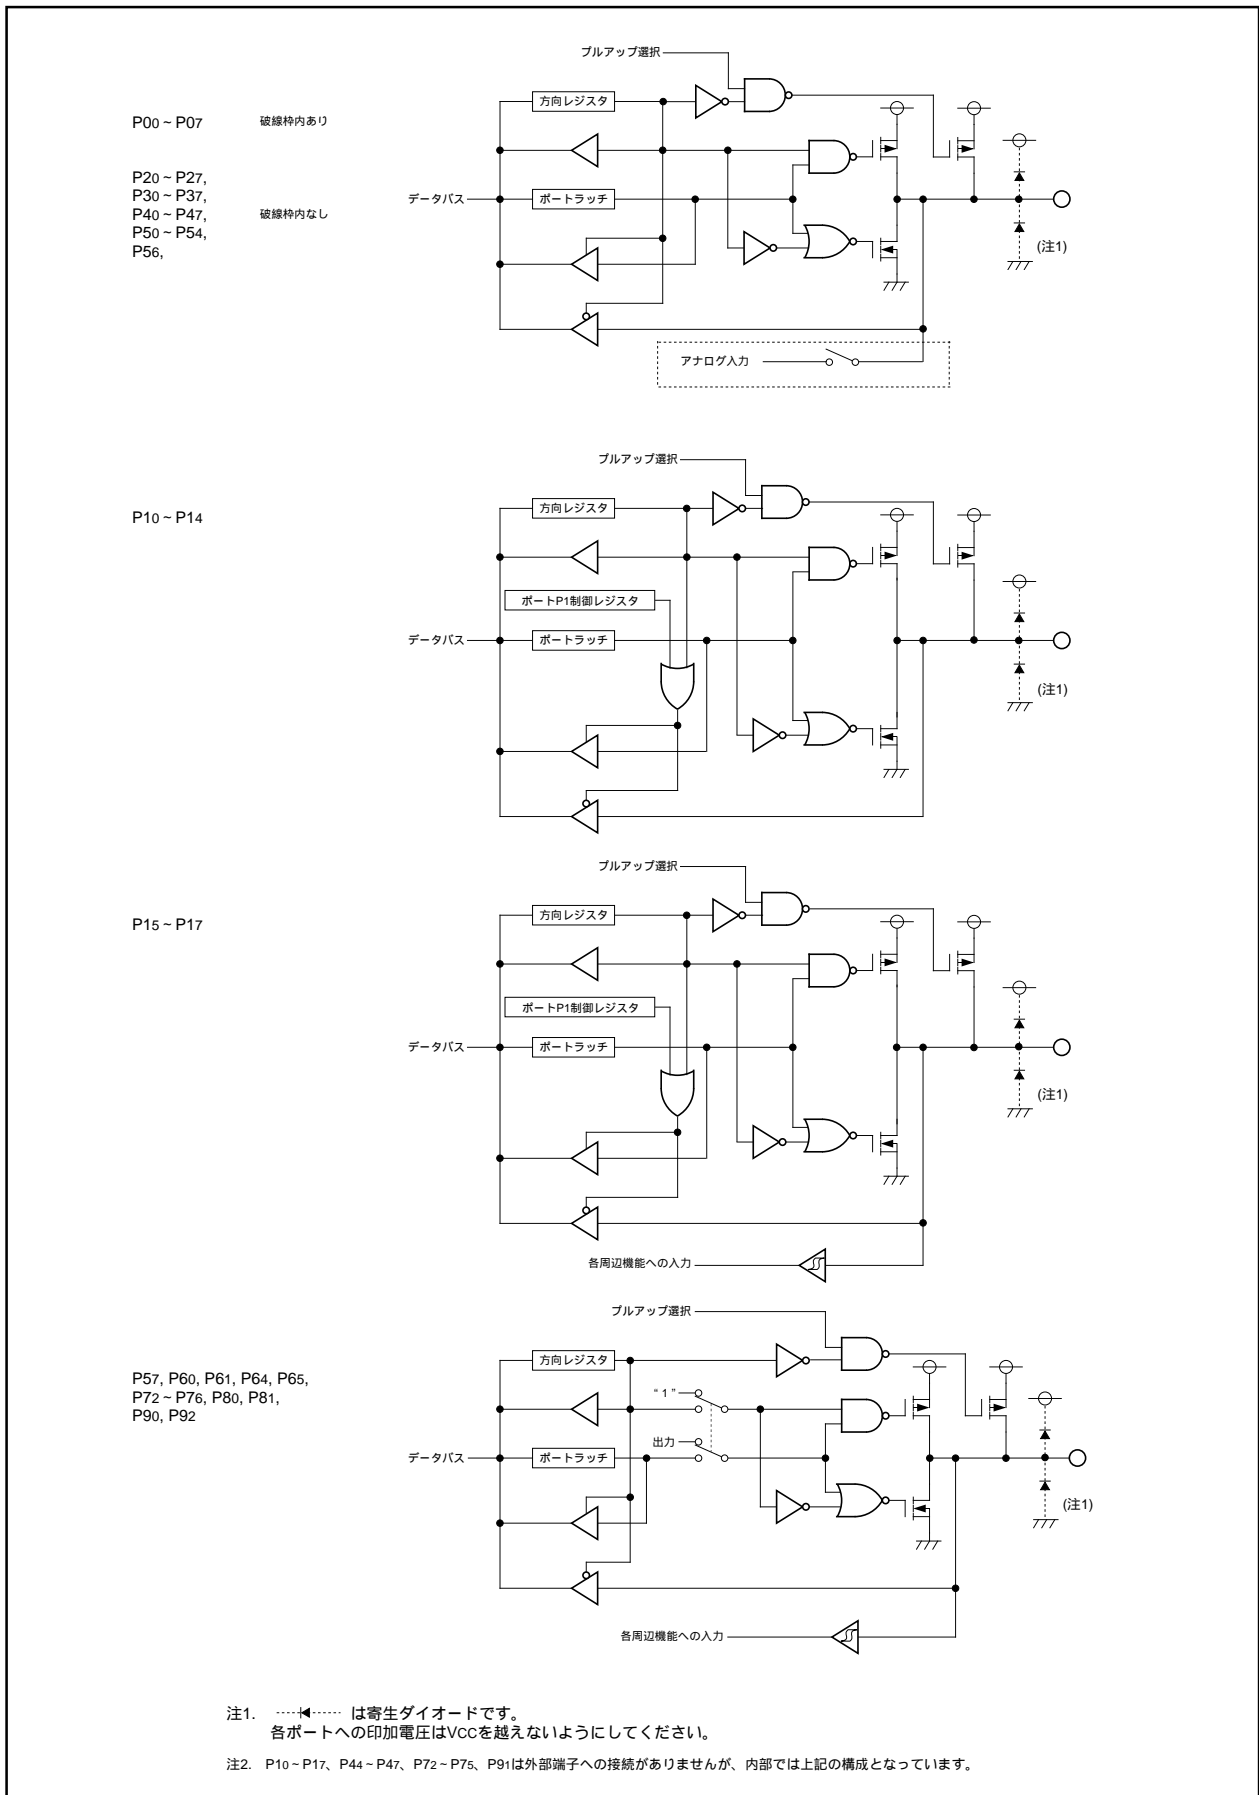 プルアップ選択
方向レジスタ
P00 ~ P07 破線枠内あり
P20 ~ P27,
P30 ~ P37,
データバス
ポートラッチ
P40 ~ P47, 破線枠内なし
P50 ~ P54,
P56,
(注1)
アナログ入力
プルアップ選択
P10 ~ P14
方向レジスタ
ポートP1制御レジスタ
データバス
ポートラッチ
(注1)
プルアップ選択
P15 ~ P17
方向レジスタ
ポートP1制御レジスタ
データバス
ポートラッチ
(注1)
各周辺機能への入力
プルアップ選択
方向レジスタ
P57, P60, P61, P64, P65,
P72 ~ P76, P80, P81,
P90, P92
“1”
出力
データバス
ポートラッチ
(注1)
各周辺機能への入力
注1. は寄生ダイオードです。
各ポートへの印加電圧はVCCを越えないようにしてください。
注2. P10 ~ P17、P44 ~ P47、P72 ~ P75、P91は外部端子への接続がありませんが、内部では上記の構成となっています。